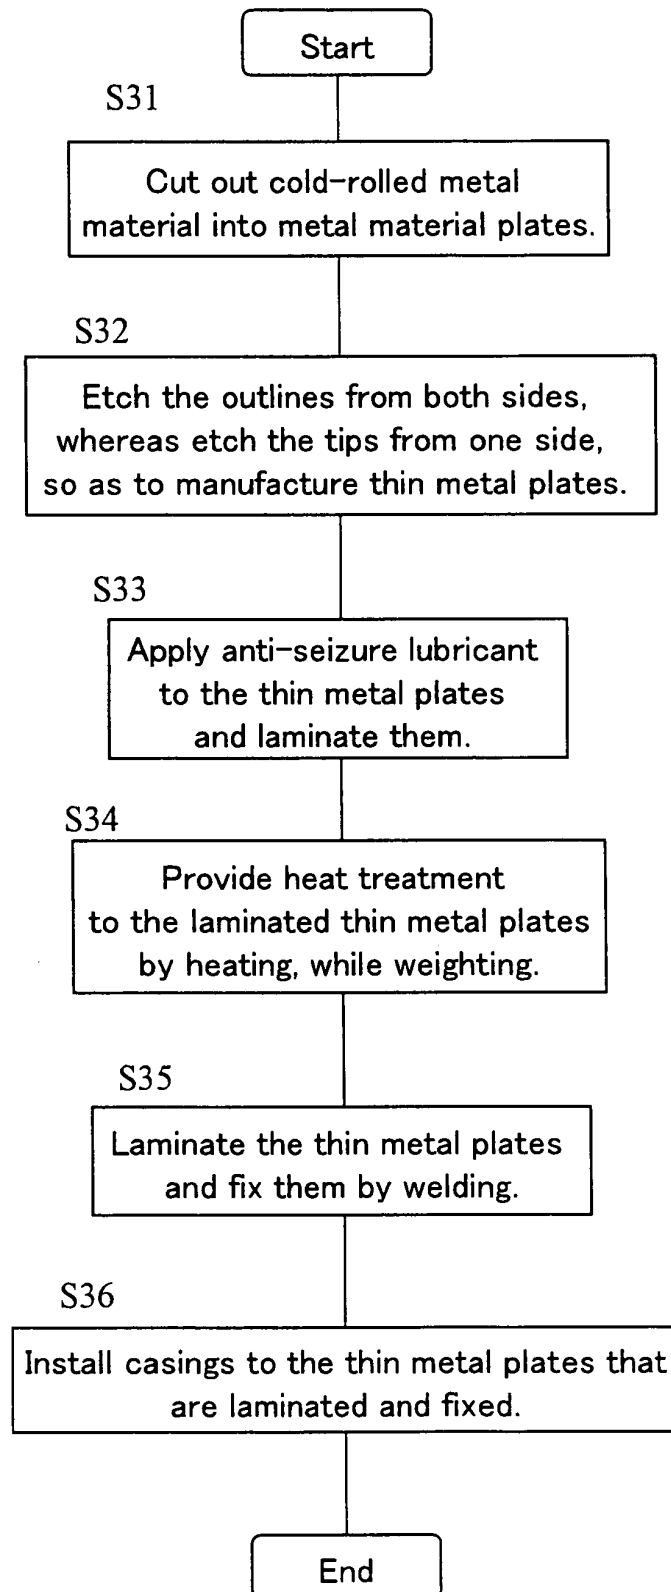 Start
S31
Cut out cold-rolled metal
material into metal material plates.
S32
Etch the outlines from both sides,
whereas etch the tips from one side,
so as to manufacture thin metal plates.
S33
Apply anti-seizure lubricant
to the thin metal plates
and laminate them.
S34
Provide heat treatment
to the laminated thin metal plates
by heating, while weighting.
S35
Laminate the thin metal plates
and fix them by welding.
S36
Install casings to the thin metal plates that
are laminated and fixed.
End